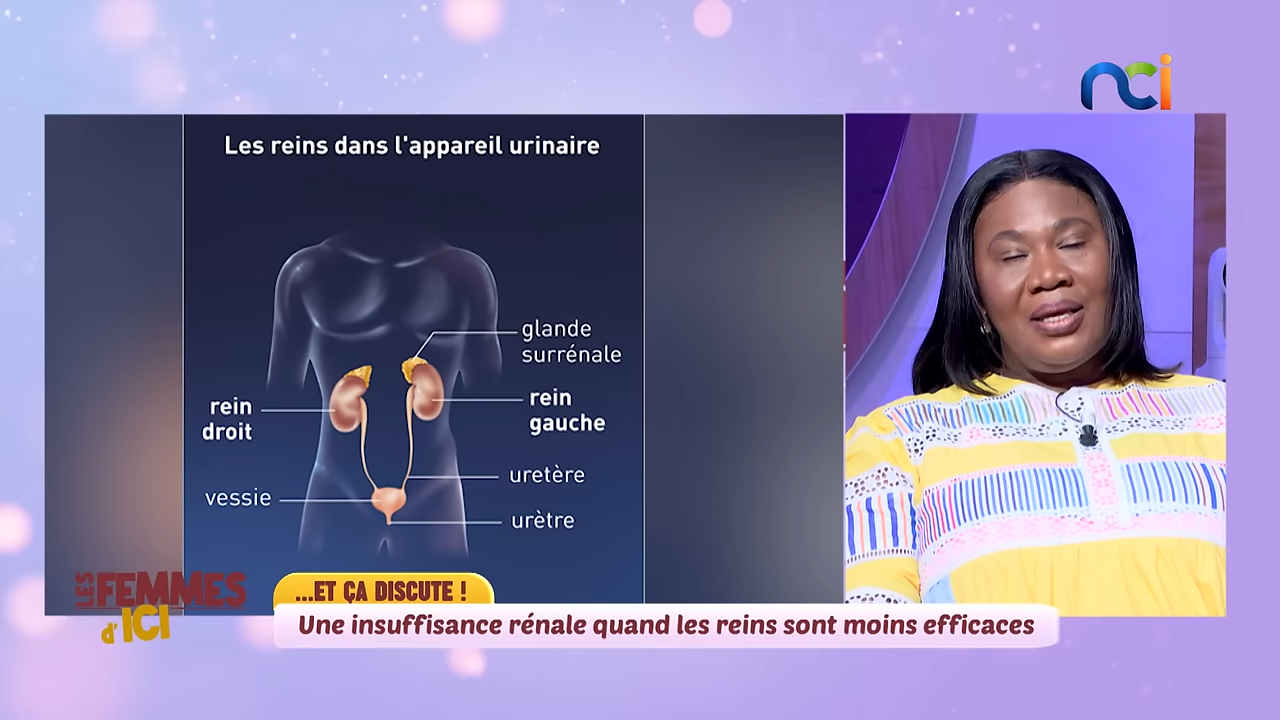 nci
Les reins dans l'appareil urinaire
glande
surrénale
rein
droit
rein
gauche
uretère
vessie
urètre
LES FEMMES
d'ICI
...ET ÇA DISCUTE !
Une insuffisance rénale quand les reins sont moins efficaces